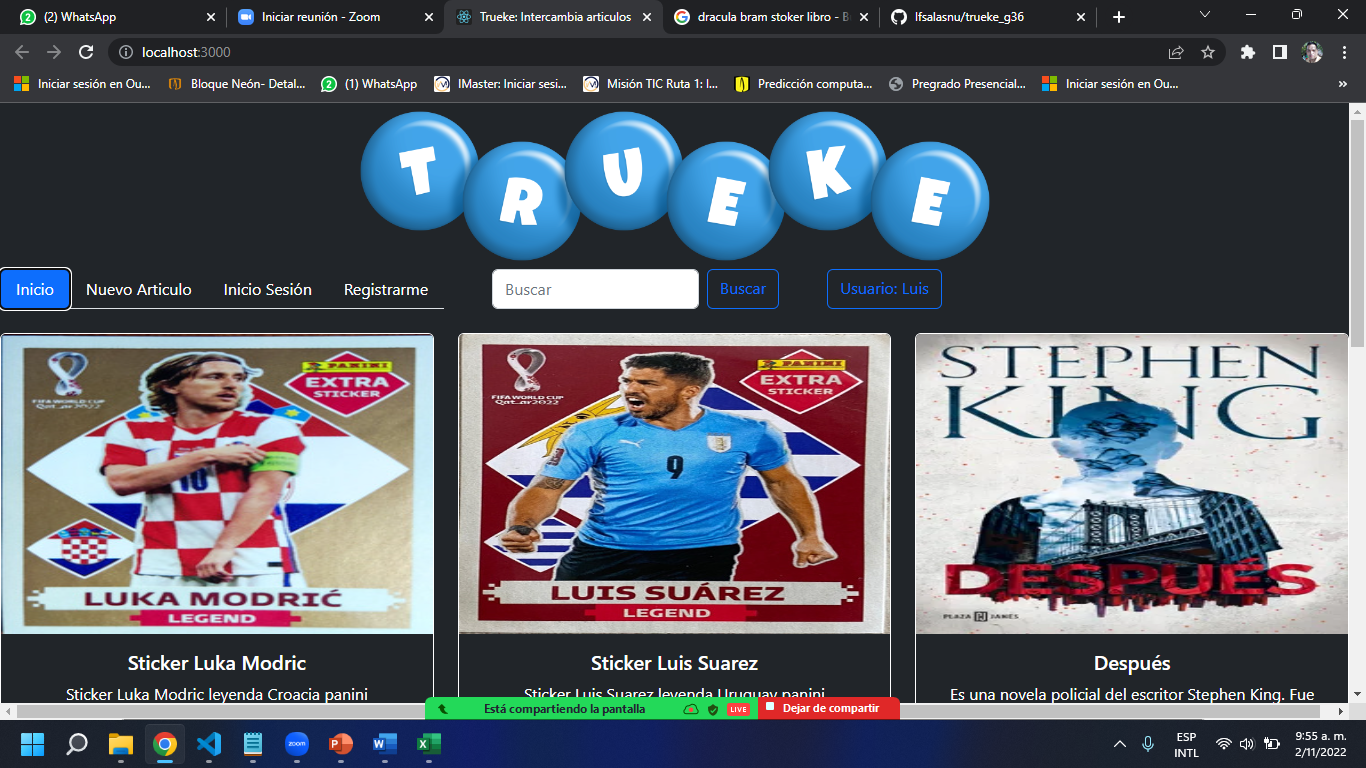 (2) WhatsApp
Iniciar reunión - Zoom
Trueke: Intercambia articulos
dracula bram stoker libro - B
lfsalasnu/trueke_g36
localhost:3000
Iniciar sesión en Ou...
Bloque Neón- Detal...
(1) WhatsApp
IMaster: Iniciar sesi...
Misión TIC Ruta 1: I...
Predicción computa...
Pregrado Presencial...
Iniciar sesión en Ou...
»
TRUEKE
Inicio
Nuevo Articulo
Inicio Sesión
Registrarme
Buscar
Buscar
Usuario: Luis
FIFA WORLD CUP
Qatar2022
PANINI
EXTRA
STICKER
10
LUKA MODRIĆ
LEGEND
FIFA WORLD CUP
Qatar2022
PANINI
EXTRA
STICKER
9
LUIS SUÁREZ
LEGEND
STEPHEN
KING
DESPUÉS
PLAZA JANÉS
Sticker Luka Modric
Sticker Luka Modric leyenda Croacia panini
Sticker Luis Suarez
Sticker Luis Suarez leyenda Uruguay panini
Después
Es una novela policial del escritor Stephen King. Fue
Está compartiendo la pantalla
LIVE
Dejar de compartir
zoom
ESP
INTL
9:55 a. m.
2/11/2022